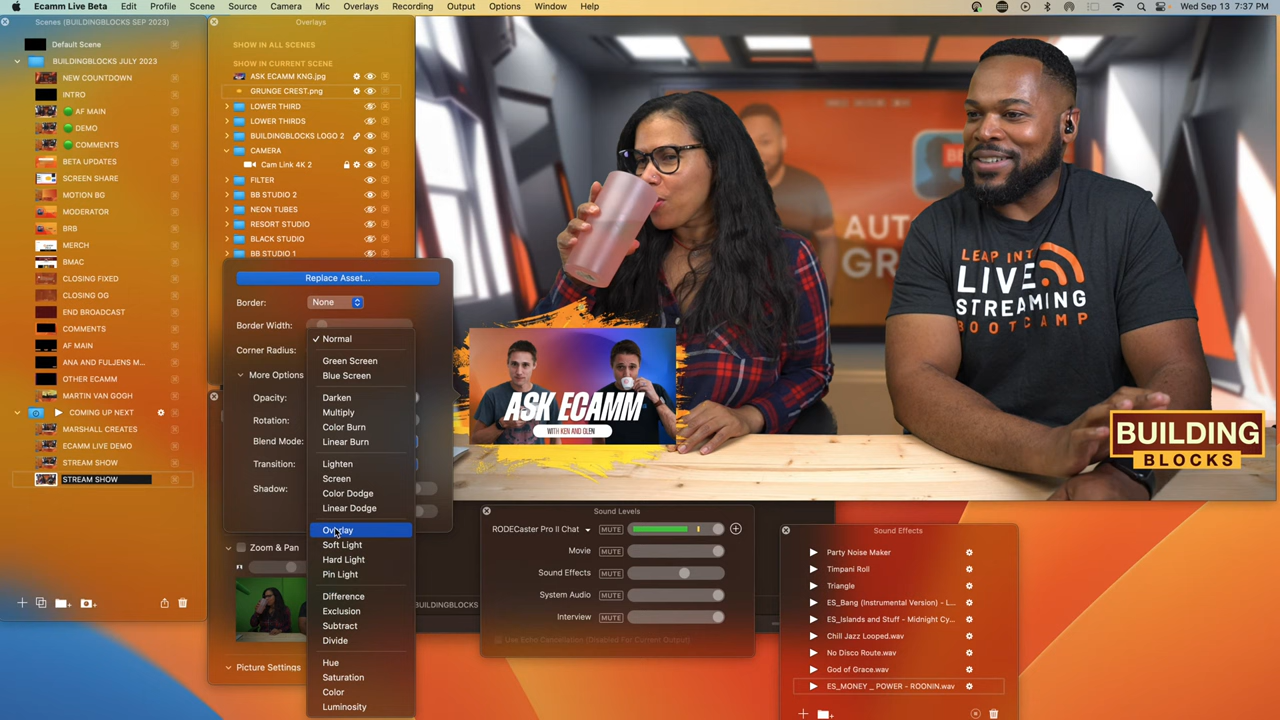 Ecamm Live Beta Edit Profile Scene Source Camera Mic Overlays Recording Output Options Window Help
Wed Sep 13 7:37 PM
Scenes (BUILDINGBLOCKS SEP 2023)
Default Scene
BUILDINGBLOCKS JULY 2023
NEW COUNTDOWN
INTRO
AF MAIN
DEMO
COMMENTS
BETA UPDATES
SCREEN SHARE
MOTION BG
MODERATOR
BRB
MERCH
BMAC
CLOSING FIXED
CLOSING OG
END BROADCAST
COMMENTS
AF MAIN
ANA AND FULJENS M...
OTHER ECAMM
MARTIN VAN GOGH
COMING UP NEXT
MARSHALL CREATES
ECAMM LIVE DEMO
STREAM SHOW
STREAM SHOW
Overlays
SHOW IN ALL SCENES
SHOW IN CURRENT SCENE
ASK ECAMM KNG.jpg
GRUNGE CREST.png
LOWER THIRD
LOWER THIRDS
BUILDINGBLOCKS LOGO 2
CAMERA
Cam Link 4K 2
FILTER
BB STUDIO 2
NEON TUBES
RESORT STUDIO
BLACK STUDIO
BB STUDIO 1
Replace Asset...
Border: None
Border Width:
Corner Radius:
More Options
Opacity:
Rotation:
Blend Mode:
Transition:
Shadow:
Zoom & Pan
Picture Settings
✓ Normal
Green Screen
Blue Screen
Darken
Multiply
Color Burn
Linear Burn
Lighten
Screen
Color Dodge
Linear Dodge
Overlay
Soft Light
Hard Light
Pin Light
Difference
Exclusion
Subtract
Divide
Hue
Saturation
Color
Luminosity
AUT
GR
LEAP INTO
LIVE
STREAMING
BOOTCAMP
ASK ECAMM
WITH KEN AND GLEN
BUILDING
BLOCKS
BUILDINGBLOCKS
Sound Levels
RODECaster Pro II Chat MUTE
Movie MUTE
Sound Effects MUTE
System Audio MUTE
Interview MUTE
Use Echo Cancellation (Disabled For Current Output)
Sound Effects
Party Noise Maker
Timpani Roll
Triangle
ES_Bang (Instrumental Version) - L...
ES_Islands and Stuff - Midnight Cy...
Chill Jazz Looped.wav
No Disco Route.wav
God of Grace.wav
ES_MONEY _ POWER - ROONIN.wav